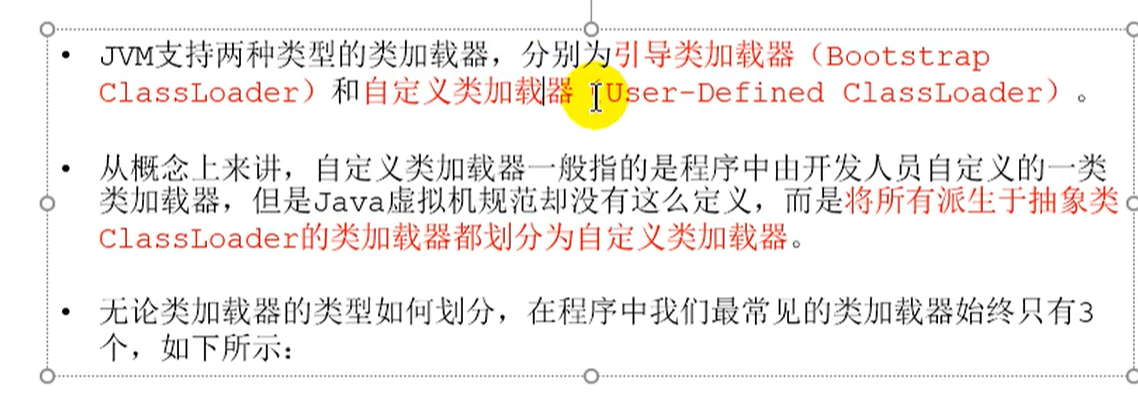 • JVM支持两种类型的类加载器，分别为引导类加载器（Bootstrap
ClassLoader）和自定义类加载器（User-Defined ClassLoader）。
• 从概念上来讲，自定义类加载器一般指的是程序中由开发人员自定义的一类
类加载器，但是Java虚拟机规范却没有这么定义，而是将所有派生于抽象类
ClassLoader的类加载器都划分为自定义类加载器。
• 无论类加载器的类型如何划分，在程序中我们最常见的类加载器始终只有3
个，如下所示：